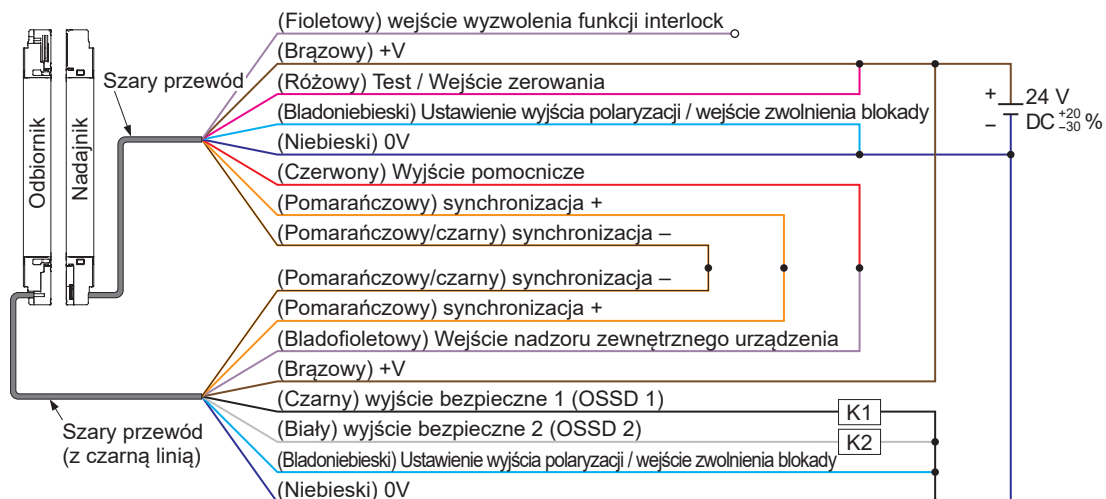 (Fioletowy) wejście wyzwolenia funkcji interlock
(Brązowy) +V
Szary przewód
(Różowy) Test / Wejście zerowania
(Bladoniebieski) Ustawienie wyjścia polaryzacji / wejście zwolnienia blokady
+ 24 V
– DC +20 –30 %
(Niebieski) 0V
Odbiornik
Nadajnik
(Czerwony) Wyjście pomocnicze
(Pomarańczowy) synchronizacja +
(Pomarańczowy/czarny) synchronizacja –
(Pomarańczowy/czarny) synchronizacja –
(Pomarańczowy) synchronizacja +
(Bladofioletowy) Wejście nadzoru zewnętrznego urządzenia
(Brązowy) +V
(Czarny) wyjście bezpieczne 1 (OSSD 1)
K1
Szary przewód
(z czarną linią)
(Biały) wyjście bezpieczne 2 (OSSD 2)
K2
(Bladoniebieski) Ustawienie wyjścia polaryzacji / wejście zwolnienia blokady
(Niebieski) 0V